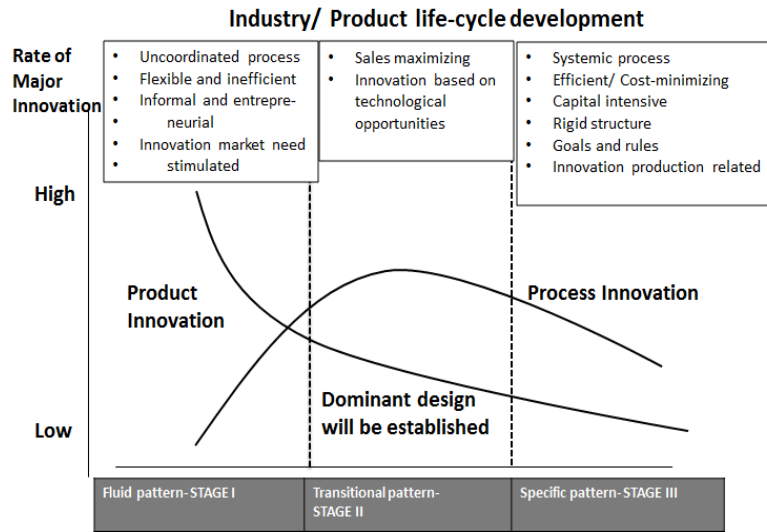 Industry/ Product life-cycle development
Rate of
Major
Innovation
• Uncoordinated process
• Flexible and inefficient
• Informal and entrepre-
• neurial
• Innovation market need
• stimulated
• Sales maximizing
• Innovation based on
technological
opportunities
• Systemic process
• Efficient/ Cost-minimizing
• Capital intensive
• Rigid structure
• Goals and rules
• Innovation production related
High
Product
Innovation
Process Innovation
Dominant design
will be established
Low
Fluid pattern- STAGE I
Transitional pattern-
STAGE II
Specific pattern- STAGE III